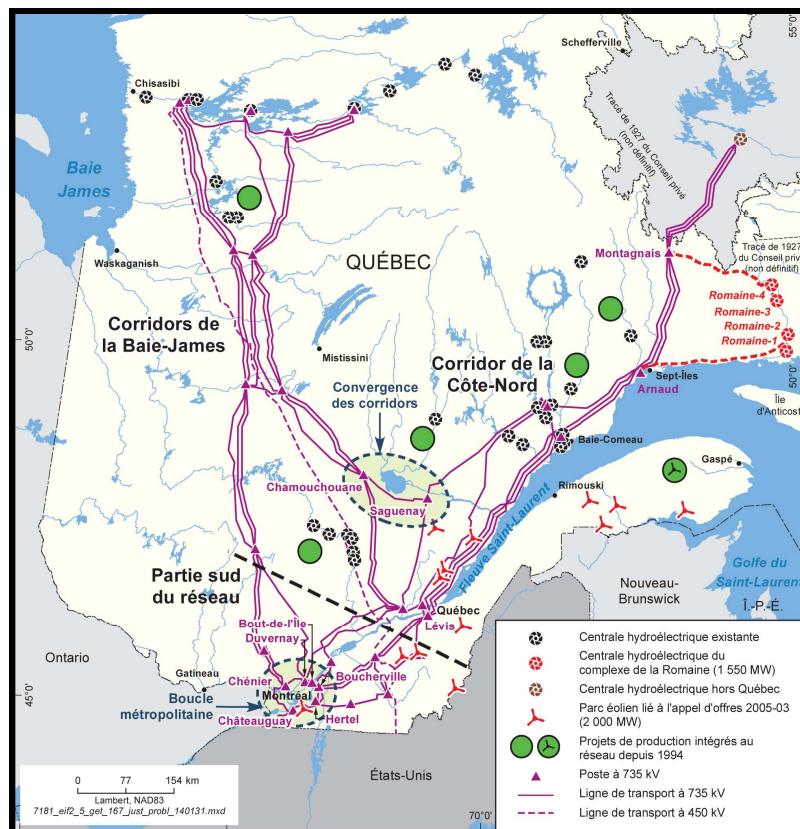 55°0'
Schefferville
Chisasibi
Tracé de 1927 du Conseil privé
(non définitif)
Baie
James
Tracé de 1927
du Conseil privé
(non définitif)
Montagnais
Waskaganish
QUÉBEC
Romaine-4
Romaine-3
Romaine-2
Romaine-1
Corridors de
la Baie-James
50°0'
Mistissini
Corridor de la
Côte-Nord
50°0'
Sept-Îles
Arnaud
Convergence
des corridors
Île
d'Anticosti
Baie-Comeau
Gaspé
Rimouski
Chamouchouane
Saguenay
Fleuve Saint-Laurent
Partie sud
du réseau
Golfe du
Saint-Laurent
Nouveau-
Brunswick
Î.-P.-É.
Québec
Lévis
Bout-de-l'Île
Duvernay
Ontario
Gatineau
45°0'
Chénier
Boucherville
Montréal
Boucle
métropolitaine
Châteauguay
Hertel
États-Unis
70°0'
0 77 154 km
Lambert, NAD83
7181_eif2_5_get_167_just_probl_140131.mxd
Centrale hydroélectrique existante
Centrale hydroélectrique du
complexe de la Romaine (1 550 MW)
Centrale hydroélectrique hors Québec
Parc éolien lié à l'appel d'offres 2005-03
(2 000 MW)
Projets de production intégrés au
réseau depuis 1994
Poste à 735 kV
Ligne de transport à 735 kV
Ligne de transport à 450 kV